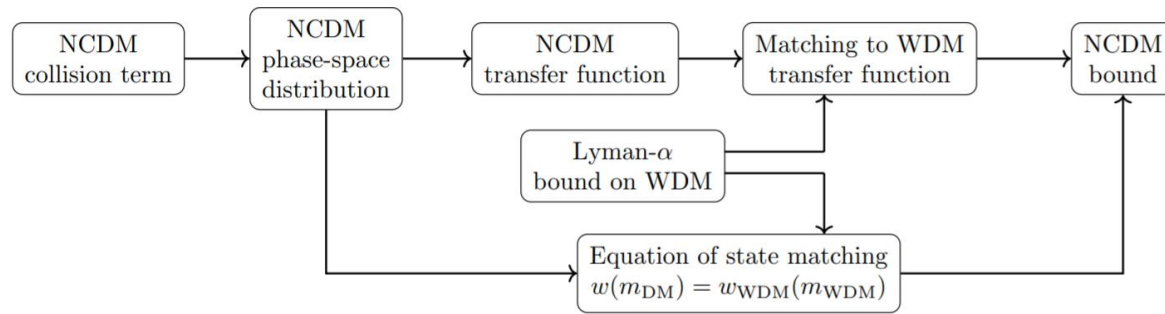 NCDM
collision term
NCDM
phase-space
distribution
NCDM
transfer function
Matching to WDM
transfer function
NCDM
bound
Lyman-α
bound on WDM
Equation of state matching
w(m_DM) = w_WDM(m_WDM)